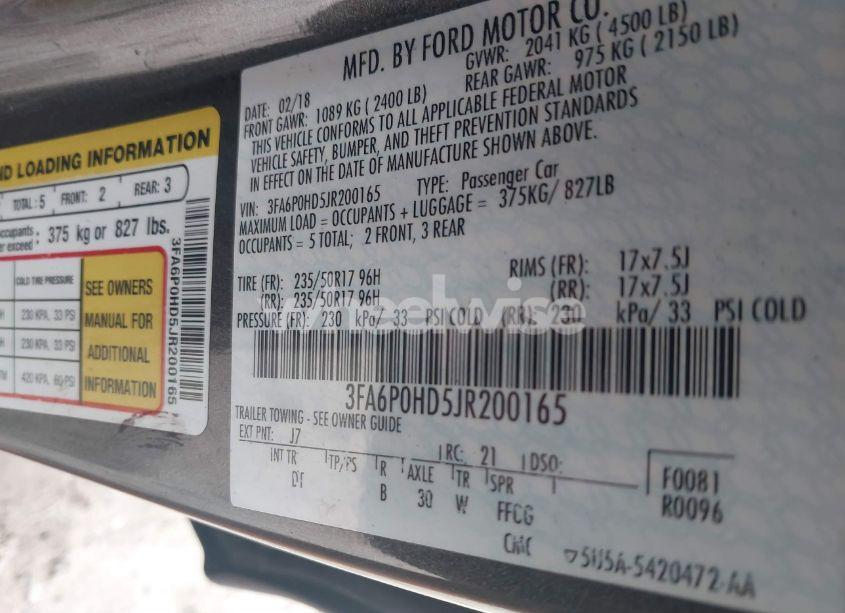 MFD. BY FORD MOTOR CO.
DATE: 02/18 GVWR: 2041 KG ( 4500 LB)
FRONT GAWR: 1089 KG ( 2400 LB) REAR GAWR: 975 KG ( 2150 LB)
THIS VEHICLE CONFORMS TO ALL APPLICABLE FEDERAL MOTOR
VEHICLE SAFETY, BUMPER, AND THEFT PREVENTION STANDARDS
IN EFFECT ON THE DATE OF MANUFACTURE SHOWN ABOVE.
VIN: 3FA6P0HD5JR200165 TYPE: Passenger Car
MAXIMUM LOAD = OCCUPANTS + LUGGAGE = 375KG/ 827LB
OCCUPANTS = 5 TOTAL; 2 FRONT, 3 REAR
TIRE (FR): 235/50R17 96H RIMS (FR): 17x7.5J
(RR): 235/50R17 96H (RR): 17x7.5J
PRESSURE (FR): 230 kPa/ 33 PSI COLD (RR): 230 kPa/ 33 PSI COLD
3FA6P0HD5JR200165
TRAILER TOWING - SEE OWNER GUIDE
EXT PNT: J7 RC: 21 DSO:
INT TR TP/PS R AXLE TR SPR F0081
B 30 W FFCG R0096
5U5A-5420472-AA
LOADING INFORMATION
TOTAL: 5 FRONT: 2 REAR: 3
375 kg or 827 lbs.
COLD TIRE PRESSURE SEE OWNERS
230 KPA, 33 PSI MANUAL FOR
230 KPA, 33 PSI ADDITIONAL
420 KPA, 60 PSI INFORMATION
3FA6P0HD5JR200165
wheelwise